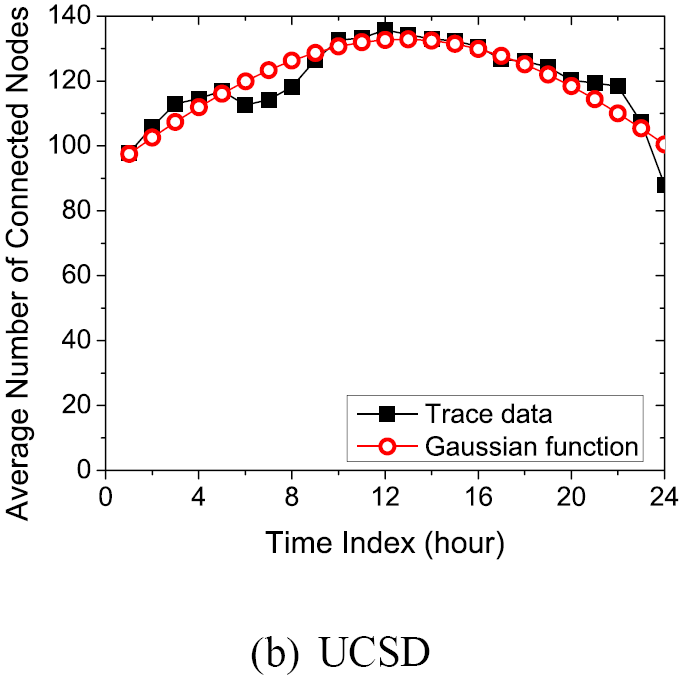 Average Number of Connected Nodes
140
120
100
80
60
40
20
0
Trace data
Gaussian function
0 4 8 12 16 20 24
Time Index (hour)
(b) UCSD